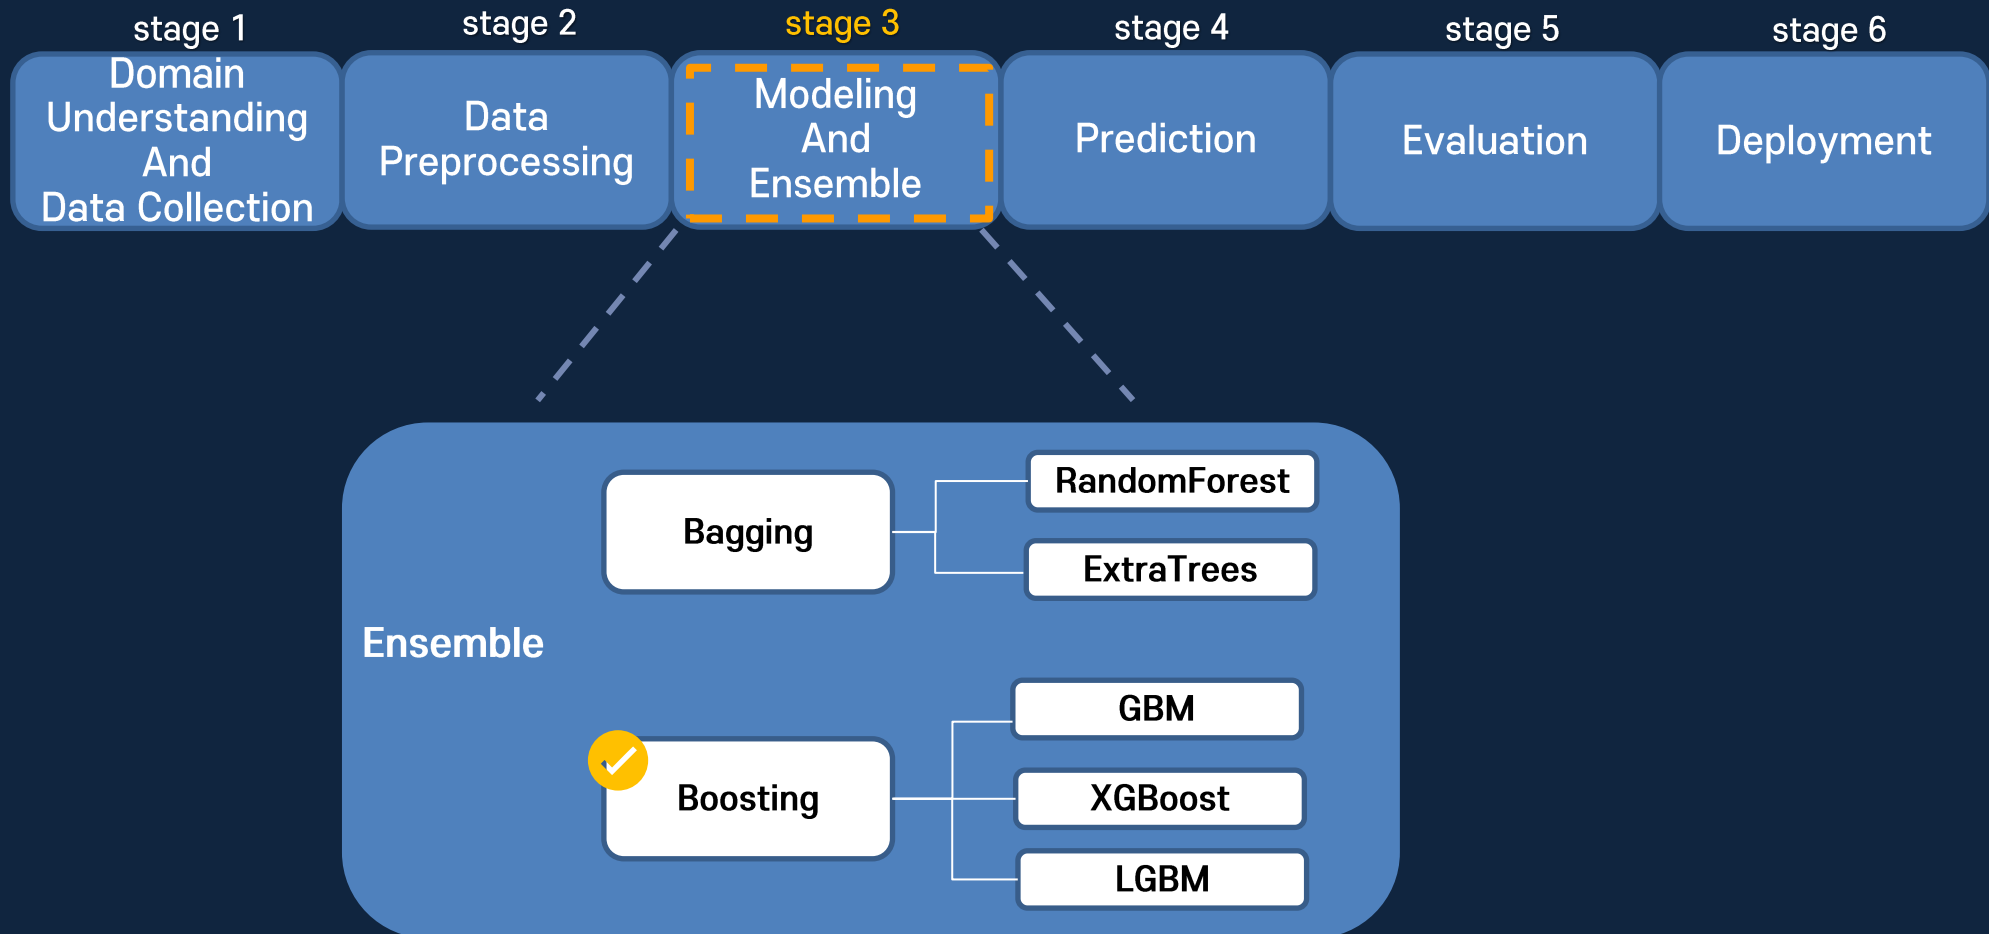 stage 1
stage 2
stage 3
stage 4
stage 5
stage 6
Domain
Understanding
And
Data Collection
Data
Preprocessing
Modeling
And
Ensemble
Prediction
Evaluation
Deployment
Ensemble
Bagging
RandomForest
ExtraTrees
Boosting
GBM
XGBoost
LGBM